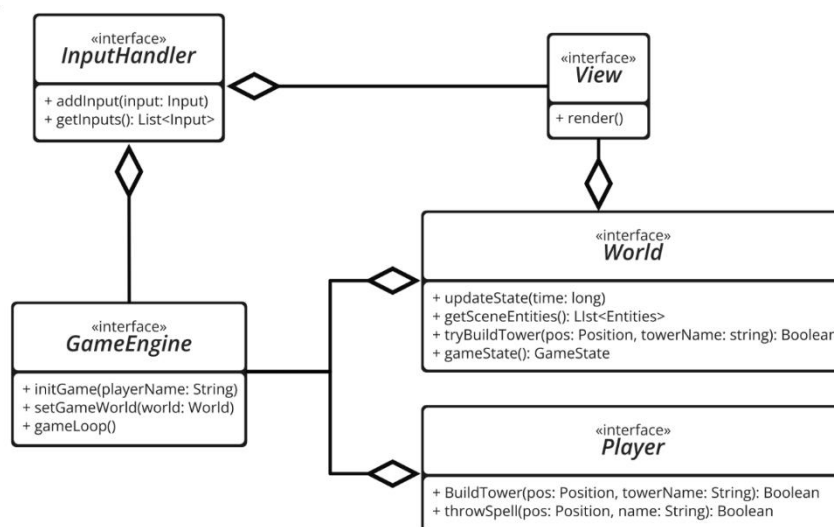 «interface»
InputHandler
+ addInput(input: Input)
+ getInputs(): List<Input>
«interface»
View
+ render()
«interface»
World
+ updateState(time: long)
+ getSceneEntities(): LIst<Entities>
+ tryBuildTower(pos: Position, towerName: string): Boolean
+ gameState(): GameState
«interface»
GameEngine
+ initGame(playerName: String)
+ setGameWorld(world: World)
+ gameLoop()
«interface»
Player
+ BuildTower(pos: Position, towerName: String): Boolean
+ throwSpell(pos: Position, name: String): Boolean